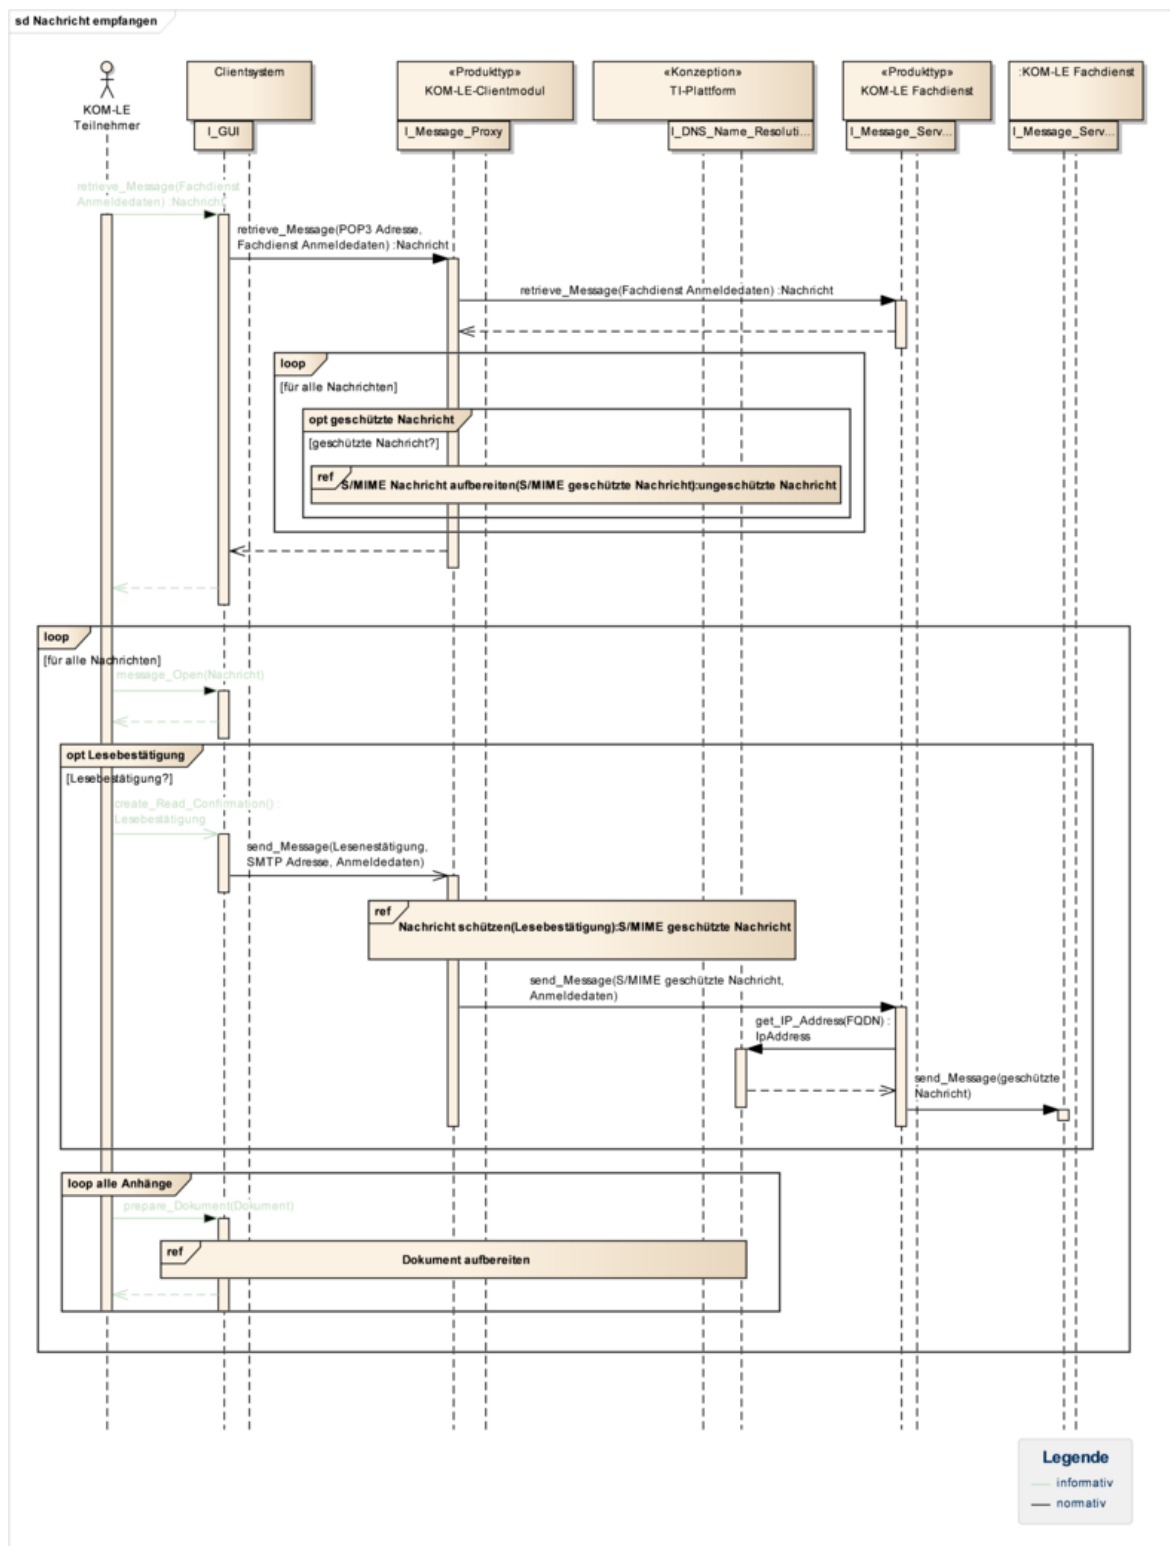 sd Nachricht empfangen
KOM-LE
Teilnehmer
Clientsystem
I_GUI
«Produkttyp»
KOM-LE-Clientmodul
I_Message_Proxy
«Konzeption»
TI-Plattform
I_DNS_Name_Resoluti...
«Produkttyp»
KOM-LE Fachdienst
I_Message_Serv...
:KOM-LE Fachdienst
I_Message_Serv...
retrieve_Message(Fachdienst
Anmeldedaten) :Nachricht
retrieve_Message(POP3 Adresse,
Fachdienst Anmeldedaten) :Nachricht
retrieve_Message(Fachdienst Anmeldedaten) :Nachricht
loop
[für alle Nachrichten]
opt geschützte Nachricht
[geschützte Nachricht?]
ref
S/MIME Nachricht aufbereiten(S/MIME geschützte Nachricht):ungeschützte Nachricht
loop
[für alle Nachrichten]
message_Open(Nachricht)
opt Lesebestätigung
[Lesebestätigung?]
create_Read_Confirmation() :
Lesebestätigung
send_Message(Lesenestätigung,
SMTP Adresse, Anmeldedaten)
ref
Nachricht schützen(Lesebestätigung):S/MIME geschützte Nachricht
send_Message(S/MIME geschützte Nachricht,
Anmeldedaten)
get_IP_Address(FQDN) :
IpAddress
send_Message(geschützte
Nachricht)
loop alle Anhänge
prepare_Dokument(Dokument)
ref
Dokument aufbereiten
Legende
informativ
normativ